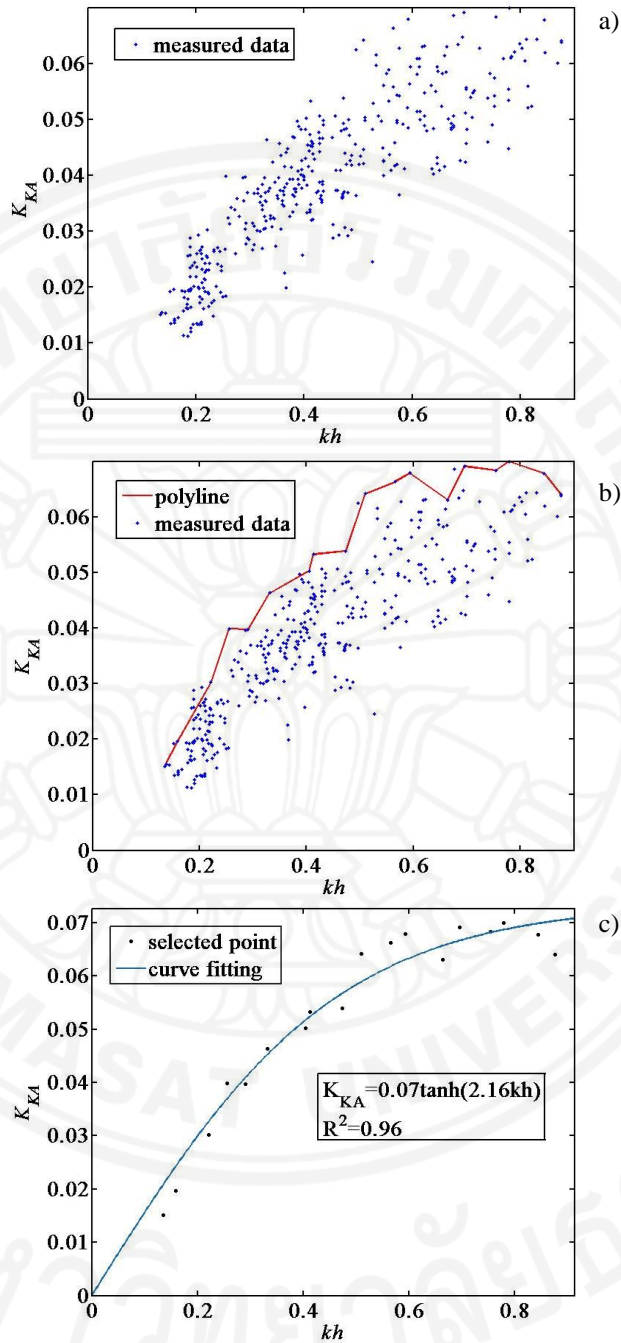 a)
measured data
0.06
0.05
0.04
0.03
0.02
0.01
0
K_KA
0 0.2 0.4 0.6 0.8
kh
b)
polyline
measured data
0.06
0.05
0.04
0.03
0.02
0.01
0
K_KA
0 0.2 0.4 0.6 0.8
kh
c)
selected point
curve fitting
0.07
0.06
0.05
0.04
0.03
0.02
0.01
0
K_KA
K_KA=0.07tanh(2.16kh)
R²=0.96
0 0.2 0.4 0.6 0.8
kh